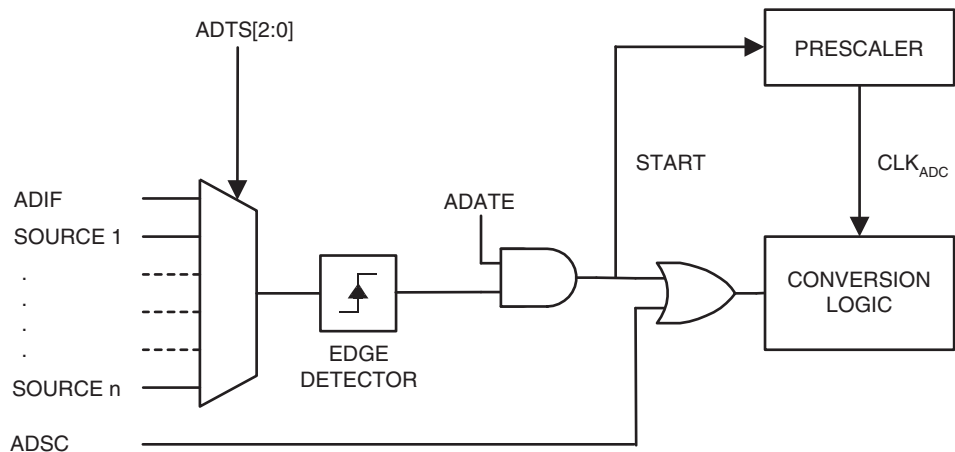 ADTS[2:0]
PRESCALER
START
CLKADC
ADIF
ADATE
SOURCE 1
.
.
.
.
CONVERSION
LOGIC
EDGE
DETECTOR
SOURCE n
ADSC